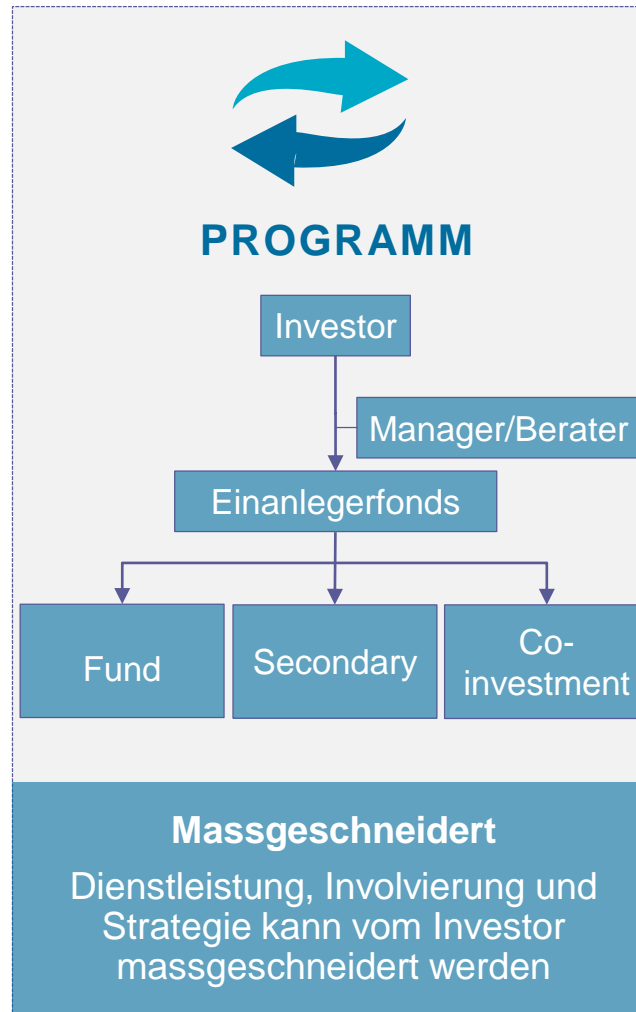 PROGRAMM
Investor
Manager/Berater
Einanlegerfonds
Fund
Secondary
Co-
investment
Massgeschneidert
Dienstleistung, Involvierung und
Strategie kann vom Investor
massgeschneidert werden